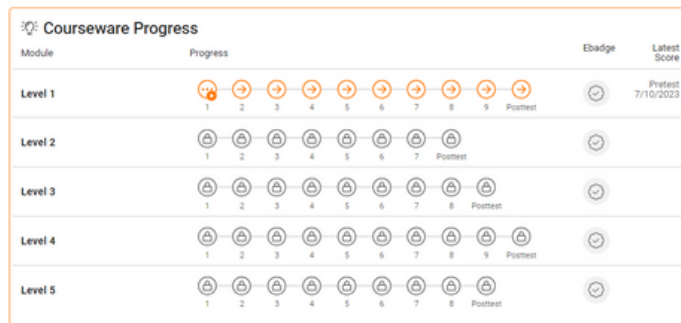 Courseware Progress
Module Progress Ebadge Latest Score
Level 1 Pretest 7/10/2023
1 2 3 4 5 6 7 8 9 Posttest
Level 2
1 2 3 4 5 6 7 Posttest
Level 3
1 2 3 4 5 6 7 8 Posttest
Level 4
1 2 3 4 5 6 7 8 9 Posttest
Level 5
1 2 3 4 5 6 7 8 Posttest